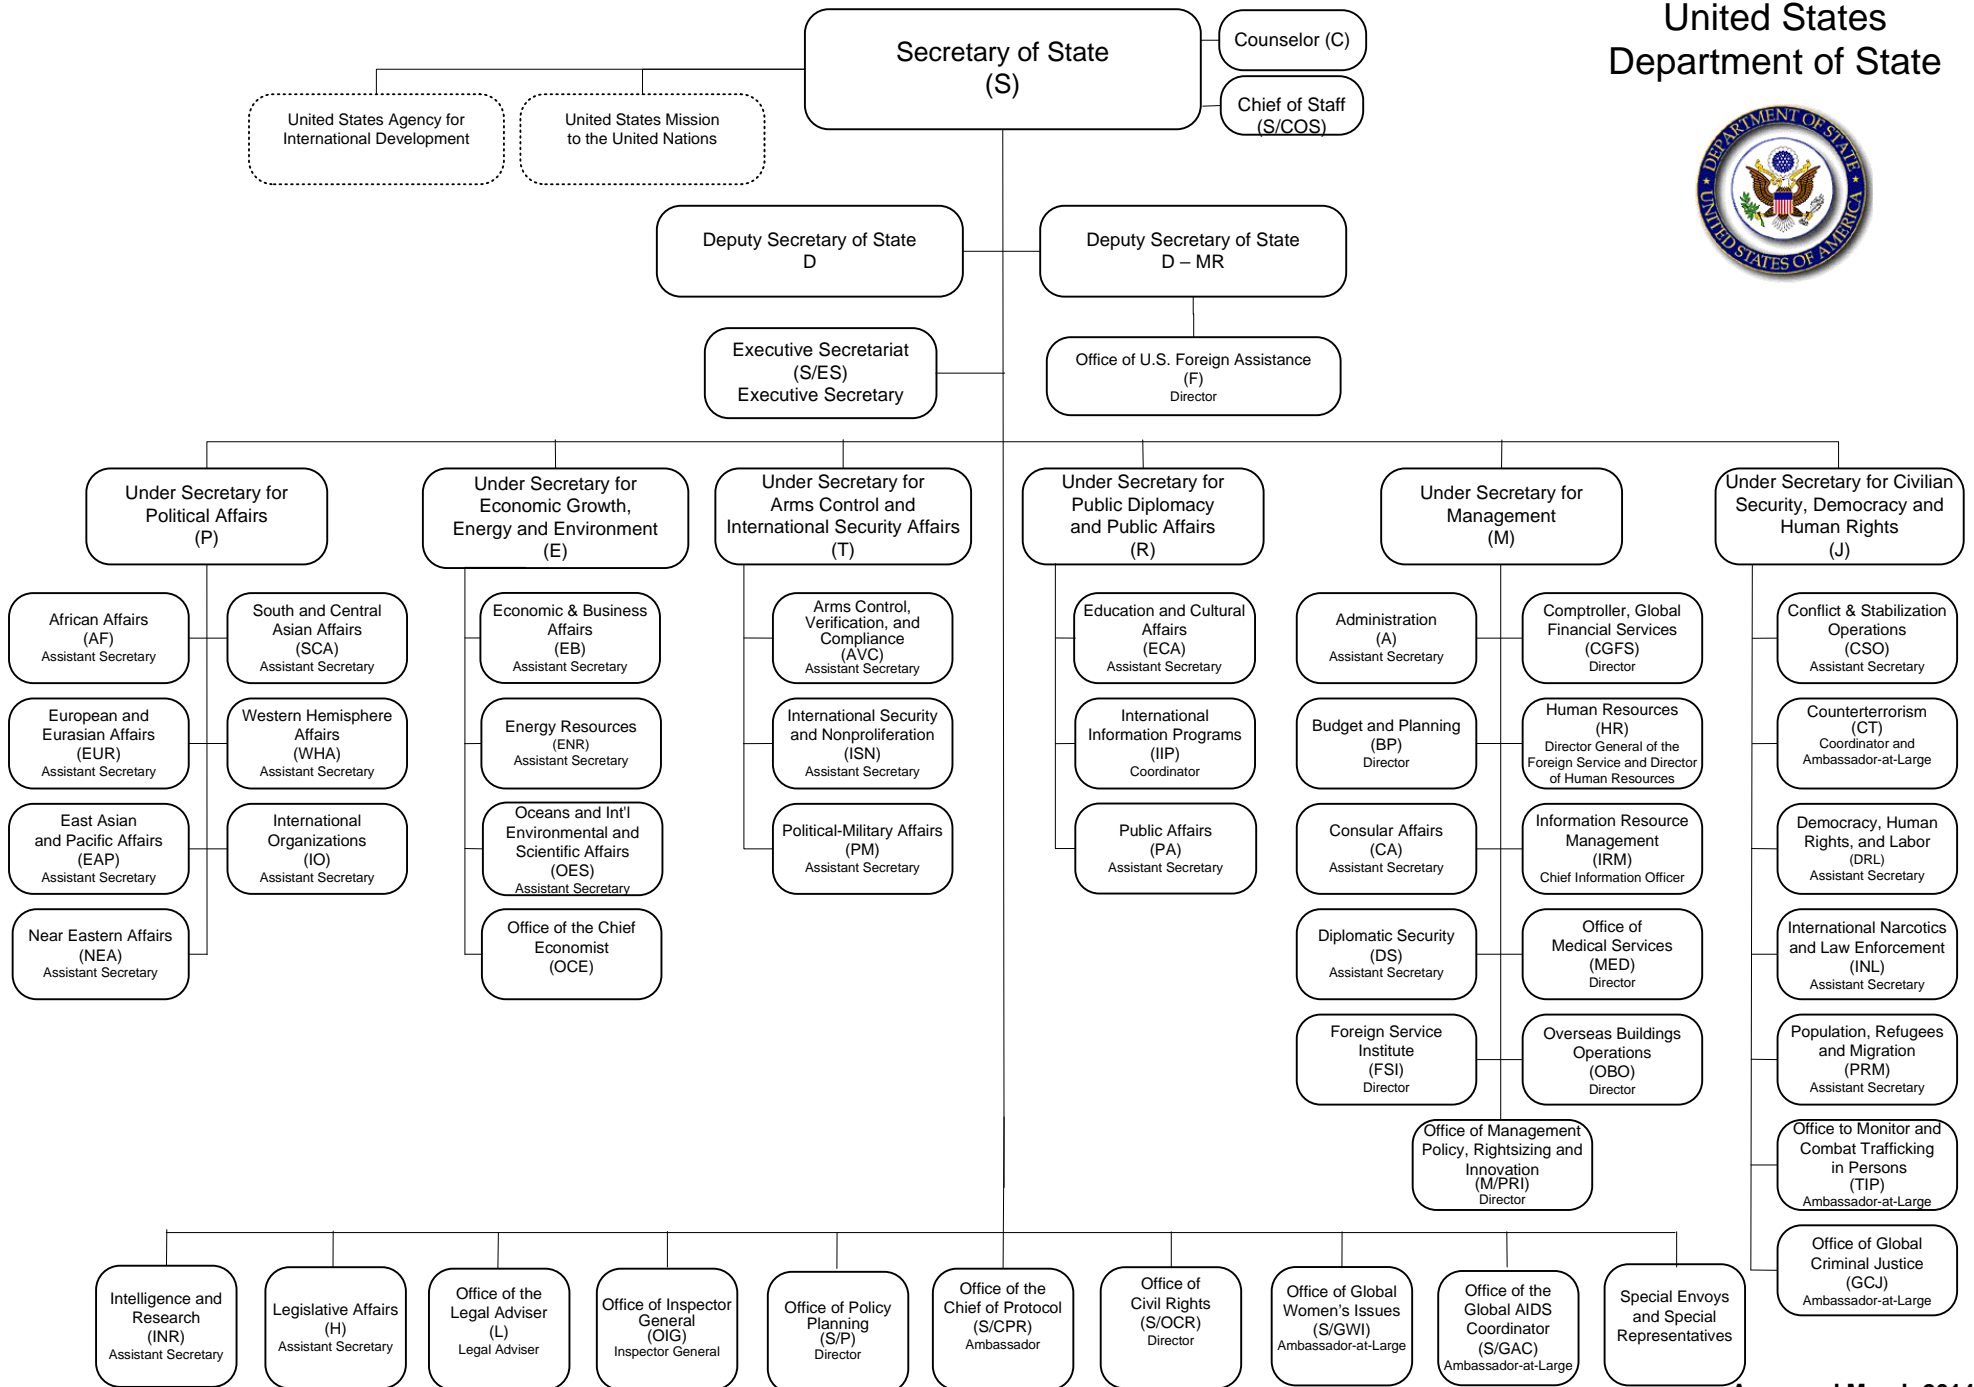 United States
Department of State
DEPARTMENT OF STATE
UNITED STATES OF AMERICA
Secretary of State
(S)
Counselor (C)
Chief of Staff
(S/COS)
United States Agency for
International Development
United States Mission
to the United Nations
Deputy Secretary of State
D
Deputy Secretary of State
D – MR
Executive Secretariat
(S/ES)
Executive Secretary
Office of U.S. Foreign Assistance
(F)
Director
Under Secretary for
Political Affairs
(P)
Under Secretary for
Economic Growth,
Energy and Environment
(E)
Under Secretary for
Arms Control and
International Security Affairs
(T)
Under Secretary for
Public Diplomacy
and Public Affairs
(R)
Under Secretary for
Management
(M)
Under Secretary for Civilian
Security, Democracy and
Human Rights
(J)
African Affairs
(AF)
Assistant Secretary
South and Central
Asian Affairs
(SCA)
Assistant Secretary
Economic & Business
Affairs
(EB)
Assistant Secretary
Arms Control,
Verification, and
Compliance
(AVC)
Assistant Secretary
Education and Cultural
Affairs
(ECA)
Assistant Secretary
Administration
(A)
Assistant Secretary
Comptroller, Global
Financial Services
(CGFS)
Director
Conflict & Stabilization
Operations
(CSO)
Assistant Secretary
European and
Eurasian Affairs
(EUR)
Assistant Secretary
Western Hemisphere
Affairs
(WHA)
Assistant Secretary
Energy Resources
(ENR)
Assistant Secretary
International Security
and Nonproliferation
(ISN)
Assistant Secretary
International
Information Programs
(IIP)
Coordinator
Budget and Planning
(BP)
Director
Human Resources
(HR)
Director General of the
Foreign Service and Director
of Human Resources
Counterterrorism
(CT)
Coordinator and
Ambassador-at-Large
East Asian
and Pacific Affairs
(EAP)
Assistant Secretary
International
Organizations
(IO)
Assistant Secretary
Oceans and Int'l
Environmental and
Scientific Affairs
(OES)
Assistant Secretary
Political-Military Affairs
(PM)
Assistant Secretary
Public Affairs
(PA)
Assistant Secretary
Consular Affairs
(CA)
Assistant Secretary
Information Resource
Management
(IRM)
Chief Information Officer
Democracy, Human
Rights, and Labor
(DRL)
Assistant Secretary
Near Eastern Affairs
(NEA)
Assistant Secretary
Office of the Chief
Economist
(OCE)
Diplomatic Security
(DS)
Assistant Secretary
Office of
Medical Services
(MED)
Director
International Narcotics
and Law Enforcement
(INL)
Assistant Secretary
Foreign Service
Institute
(FSI)
Director
Overseas Buildings
Operations
(OBO)
Director
Population, Refugees
and Migration
(PRM)
Assistant Secretary
Office of Management
Policy, Rightsizing and
Innovation
(M/PRI)
Director
Office to Monitor and
Combat Trafficking
in Persons
(TIP)
Ambassador-at-Large
Office of Global
Criminal Justice
(GCJ)
Ambassador-at-Large
Intelligence and
Research
(INR)
Assistant Secretary
Legislative Affairs
(H)
Assistant Secretary
Office of the
Legal Adviser
(L)
Legal Adviser
Office of Inspector
General
(OIG)
Inspector General
Office of Policy
Planning
(S/P)
Director
Office of the
Chief of Protocol
(S/CPR)
Ambassador
Office of
Civil Rights
(S/OCR)
Director
Office of Global
Women's Issues
(S/GWI)
Ambassador-at-Large
Office of the
Global AIDS
Coordinator
(S/GAC)
Ambassador-at-Large
Special Envoys
and Special
Representatives